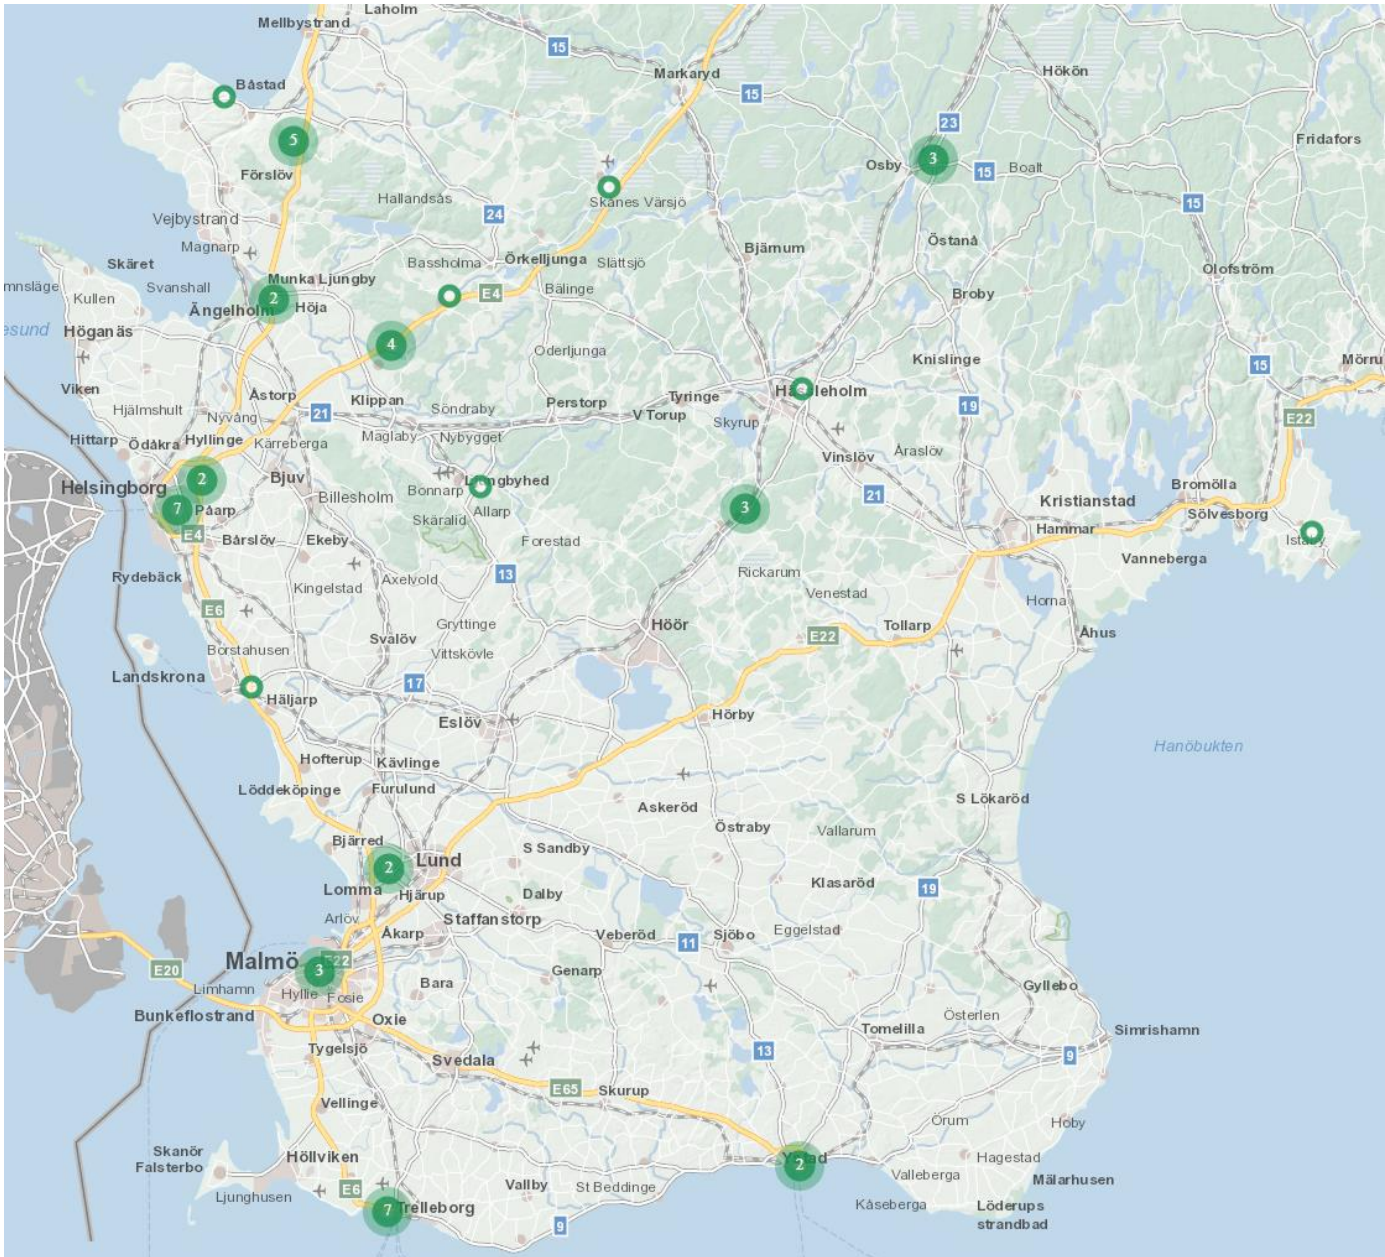 Laholm
Mellbystrand
15
Markaryd
Hökön
Båstad
15
23
Fridafors
5
3
Osby
Boalt
15
Förslöv
Hallandsås
Skånes Värsjö
15
24
Vejbystrand
Magnarp
Östanå
Bjärnum
Örkelljunga
Skäret
Bassholma
Slättsjö
Olofström
Munka Ljungby
mnsläge
Svanshall
Kullen
Bälinge
E4
Broby
2
Ängelholm
Höja
esund
Höganäs
4
Oderljunga
Knislinge
15
Mörru
Viken
Åstorp
Tyringe
Hässleholm
Klippan
Perstorp
19
Hjälmshult
21
Söndraby
V Torup
Nyvång
Skyrup
E22
Hittarp
Ödåkra
Hyllinge
Kärreberga
Maglaby
Nybygget
Åraslöv
Vinslöv
2
Bjuv
Ljungbyhed
Helsingborg
Billesholm
Bonnarp
21
Kristianstad
Bromölla
7
Påarp
Allarp
3
Sölvesborg
Skäralid
E4
Hammar
Bårslöv
Ekeby
Forestad
Istaby
Vanneberga
Rydebäck
Axelvold
13
Rickarum
Kingelstad
Venestad
Horna
E6
Gryttinge
Höör
Tollarp
Svalöv
E22
Åhus
Borstahusen
Vittskövle
Landskrona
17
Häljarp
Hörby
Eslöv
Hanöbukten
Hofterup
Kävlinge
Löddeköpinge
Furulund
S Lökaröd
Askeröd
Östraby
Vallarum
Bjärred
S Sandby
Lund
2
Klasaröd
Lomma
Hjärup
Dalby
19
Arlöv
Staffanstorp
Åkarp
Veberöd
11
Sjöbo
Eggelstad
Malmö
E22
3
E20
Genarp
Limhamn
Hyllie
Fosie
Bara
Gyllebo
Bunkeflostrand
Oxie
Österlen
Tomelilla
Simrishamn
Tygelsjö
13
9
Svedala
E65
Skurup
Vellinge
Örum
Höby
Skanör
Falsterbo
Höllviken
Ystad
2
Hagestad
Valleberga
Mälarhusen
E6
Vallby
St Beddinge
Ljunghusen
Kåseberga
Löderups
strandbad
7
Trelleborg
9